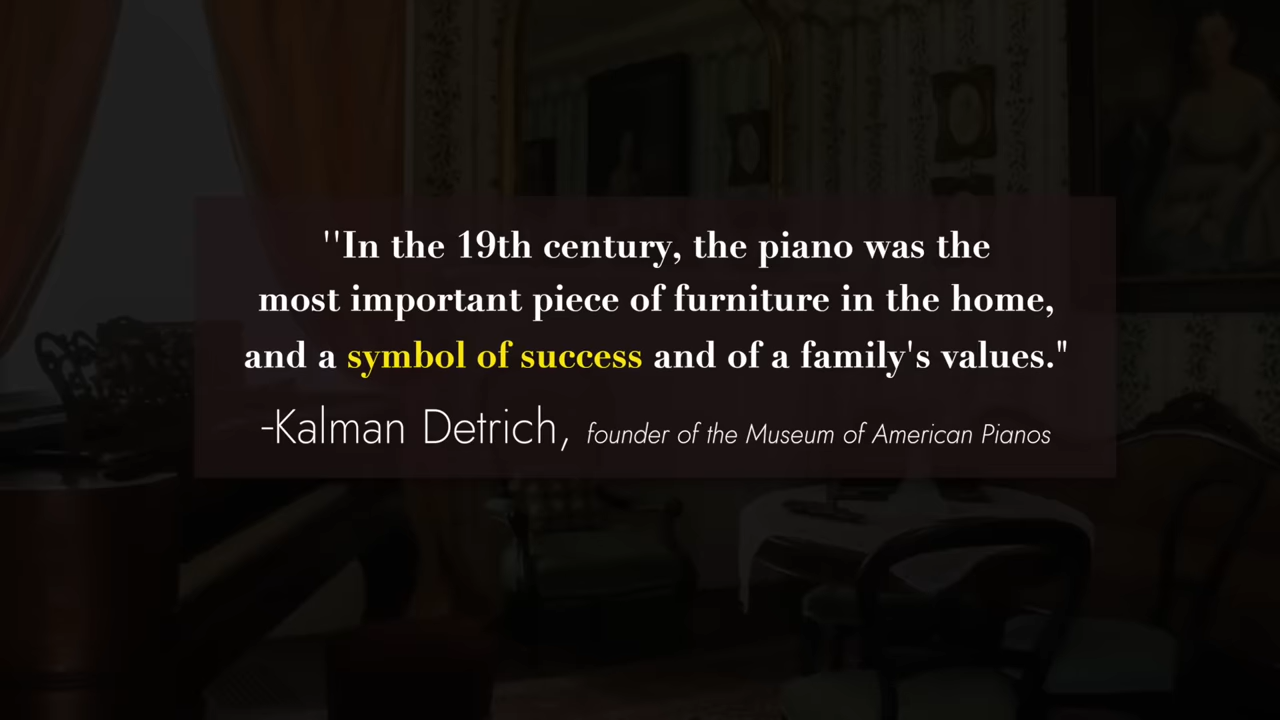 ''In the 19th century, the piano was the
most important piece of furniture in the home,
and a symbol of success and of a family's values."
-Kalman Detrich, founder of the Museum of American Pianos